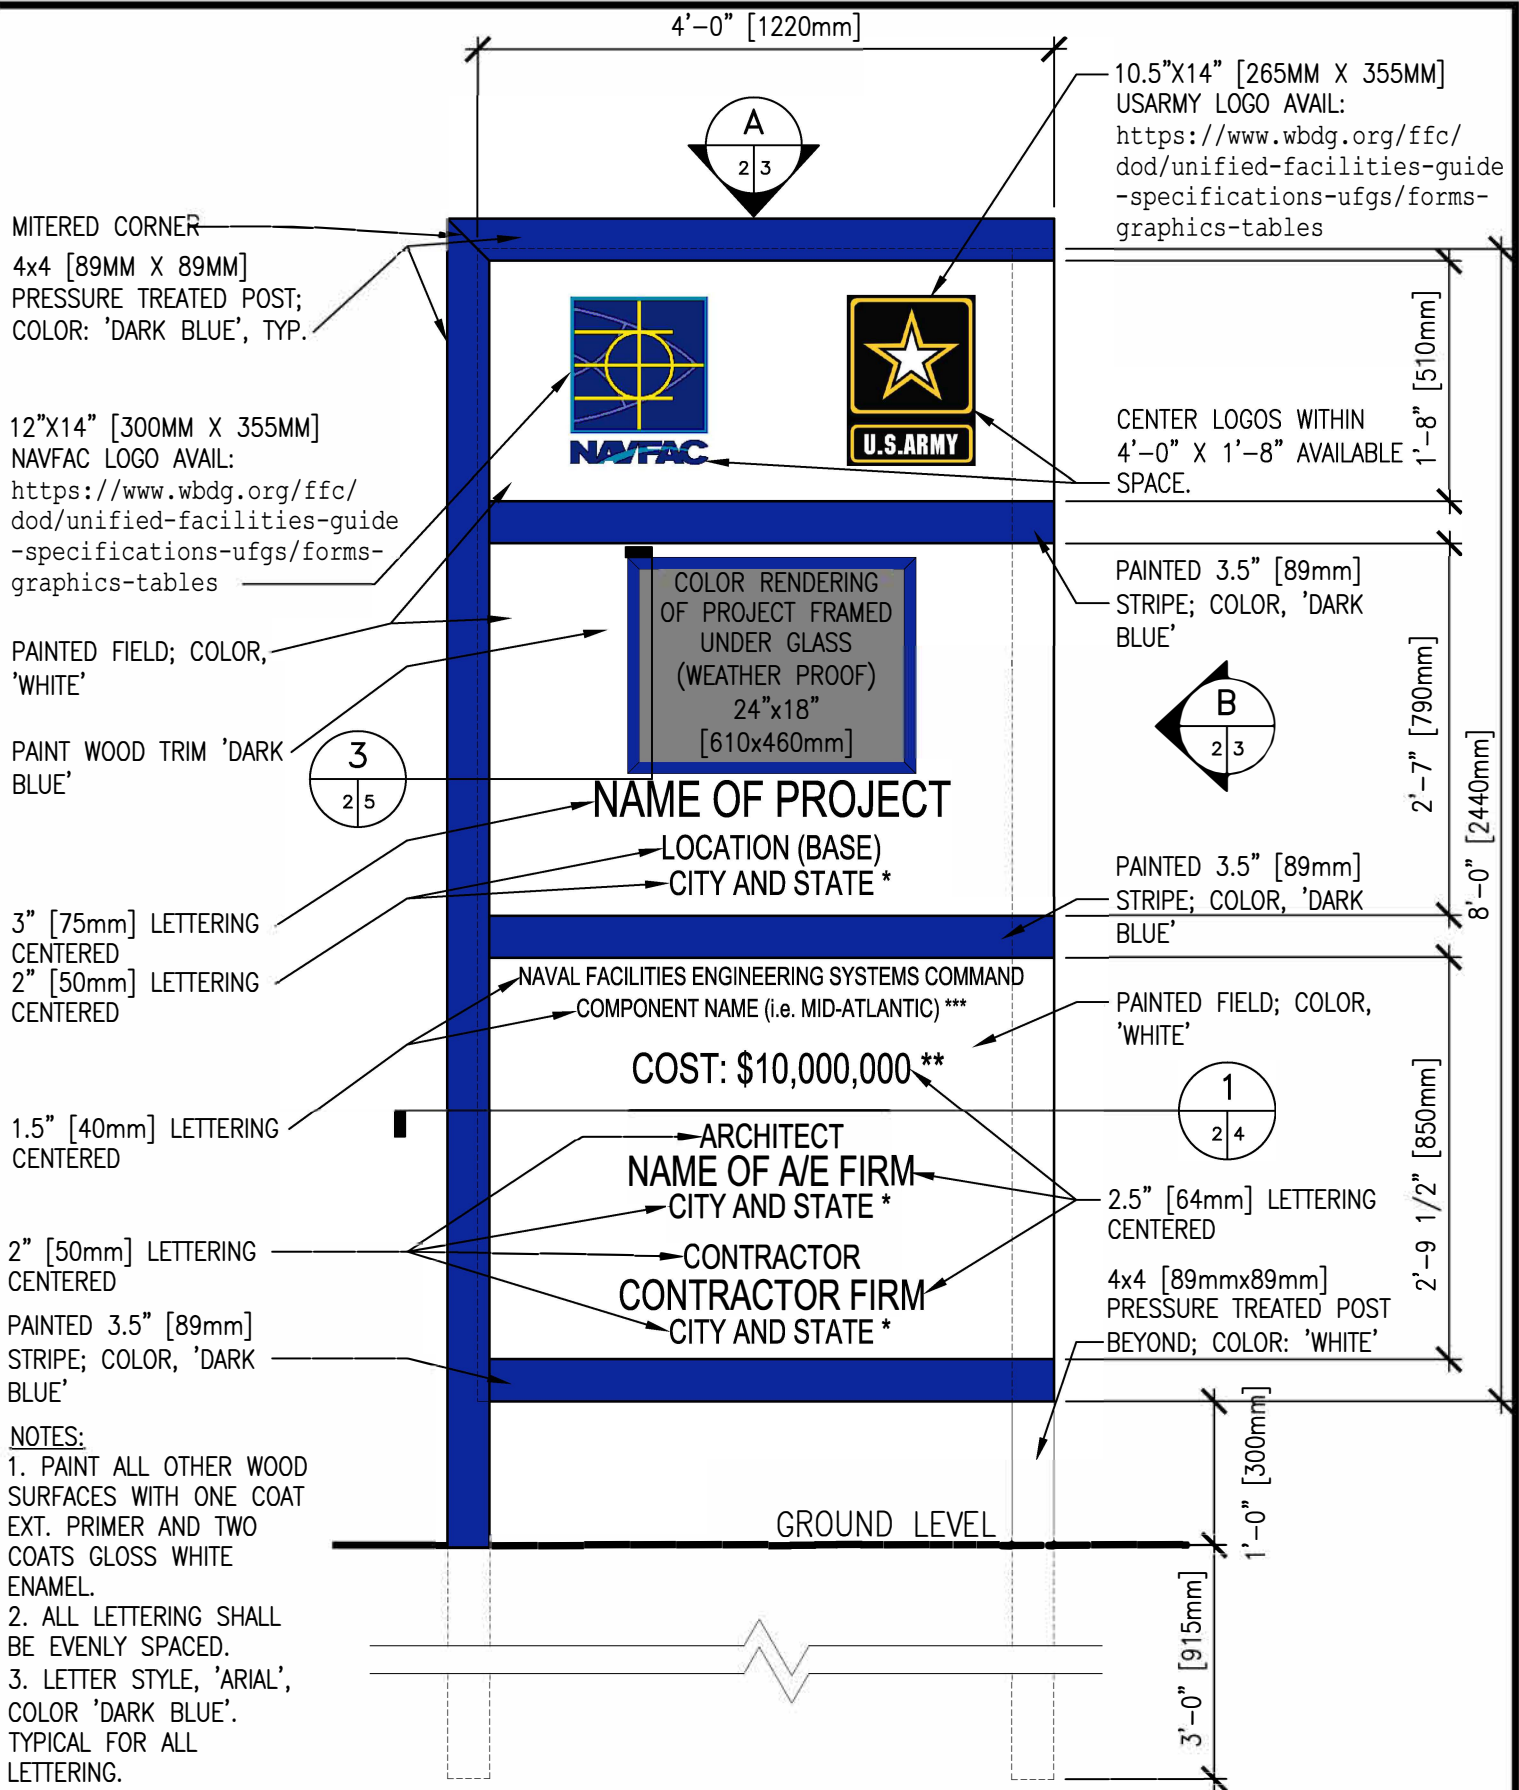 4'-0" [1220mm]
A
2 3
10.5"X14" [265MM X 355MM]
USARMY LOGO AVAIL:
https://www.wbdg.org/ffc/
dod/unified-facilities-guide
-specifications-ufgs/forms-
graphics-tables
MITERED CORNER
4x4 [89MM X 89MM]
PRESSURE TREATED POST;
COLOR: 'DARK BLUE', TYP.
12"X14" [300MM X 355MM]
NAVFAC LOGO AVAIL:
https://www.wbdg.org/ffc/
dod/unified-facilities-guide
-specifications-ufgs/forms-
graphics-tables
NAVFAC
U.S.ARMY
CENTER LOGOS WITHIN
4'-0" X 1'-8" AVAILABLE
SPACE.
1'-8" [510mm]
PAINTED FIELD; COLOR,
'WHITE'
PAINT WOOD TRIM 'DARK
BLUE'
3
2 5
COLOR RENDERING
OF PROJECT FRAMED
UNDER GLASS
(WEATHER PROOF)
24"x18"
[610x460mm]
PAINTED 3.5" [89mm]
STRIPE; COLOR, 'DARK
BLUE'
B
2 3
2'-7" [790mm]
8'-0" [2440mm]
NAME OF PROJECT
LOCATION (BASE)
CITY AND STATE *
3" [75mm] LETTERING
CENTERED
2" [50mm] LETTERING
CENTERED
PAINTED 3.5" [89mm]
STRIPE; COLOR, 'DARK
BLUE'
NAVAL FACILITIES ENGINEERING SYSTEMS COMMAND
COMPONENT NAME (i.e. MID-ATLANTIC) ***
COST: $10,000,000 **
PAINTED FIELD; COLOR,
'WHITE'
1
2 4
1.5" [40mm] LETTERING
CENTERED
ARCHITECT
NAME OF A/E FIRM
CITY AND STATE *
CONTRACTOR
CONTRACTOR FIRM
CITY AND STATE *
2.5" [64mm] LETTERING
CENTERED
2'-9 1/2" [850mm]
2" [50mm] LETTERING
CENTERED
PAINTED 3.5" [89mm]
STRIPE; COLOR, 'DARK
BLUE'
4x4 [89mmx89mm]
PRESSURE TREATED POST
BEYOND; COLOR: 'WHITE'
1'-0" [300mm]
GROUND LEVEL
3'-0" [915mm]
NOTES:
1. PAINT ALL OTHER WOOD
SURFACES WITH ONE COAT
EXT. PRIMER AND TWO
COATS GLOSS WHITE
ENAMEL.
2. ALL LETTERING SHALL
BE EVENLY SPACED.
3. LETTER STYLE, 'ARIAL',
COLOR 'DARK BLUE'.
TYPICAL FOR ALL
LETTERING.